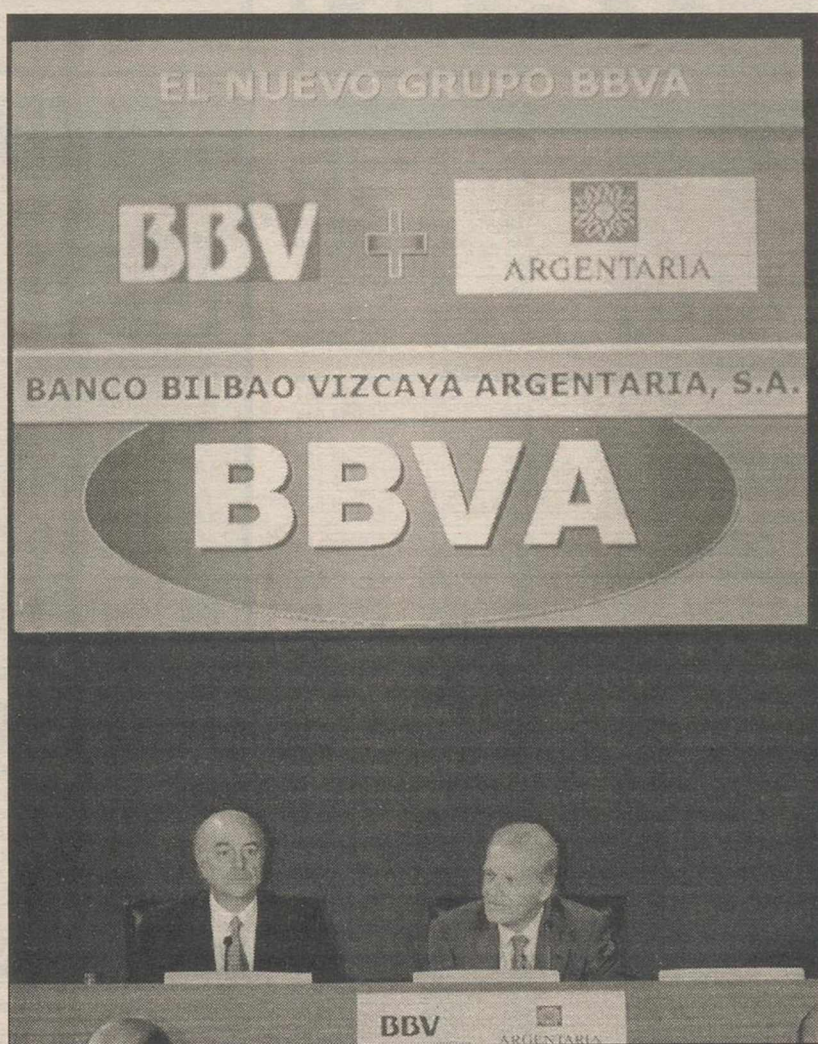 EL NUEVO GRUPO BBVA
BBV + ARGENTARIA
BANCO BILBAO VIZCAYA ARGENTARIA, S.A.
BBVA
BBV ARGENTARIA